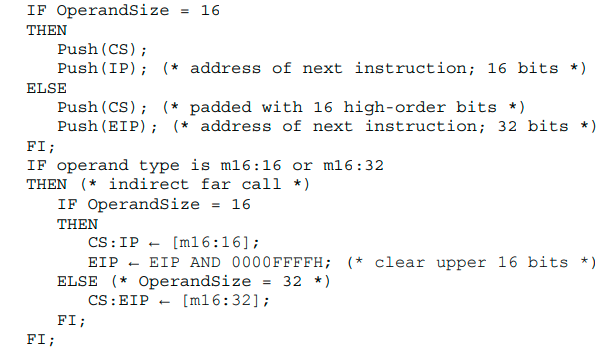 IF OperandSize = 16
THEN
Push(CS);
Push(IP); (* address of next instruction; 16 bits *)
ELSE
Push(CS); (* padded with 16 high-order bits *)
Push(EIP); (* address of next instruction; 32 bits *)
FI;
IF operand type is m16:16 or m16:32
THEN (* indirect far call *)
IF OperandSize = 16
THEN
CS:IP ← [m16:16];
EIP ← EIP AND 0000FFFFH; (* clear upper 16 bits *)
ELSE (* OperandSize = 32 *)
CS:EIP ← [m16:32];
FI;
FI;